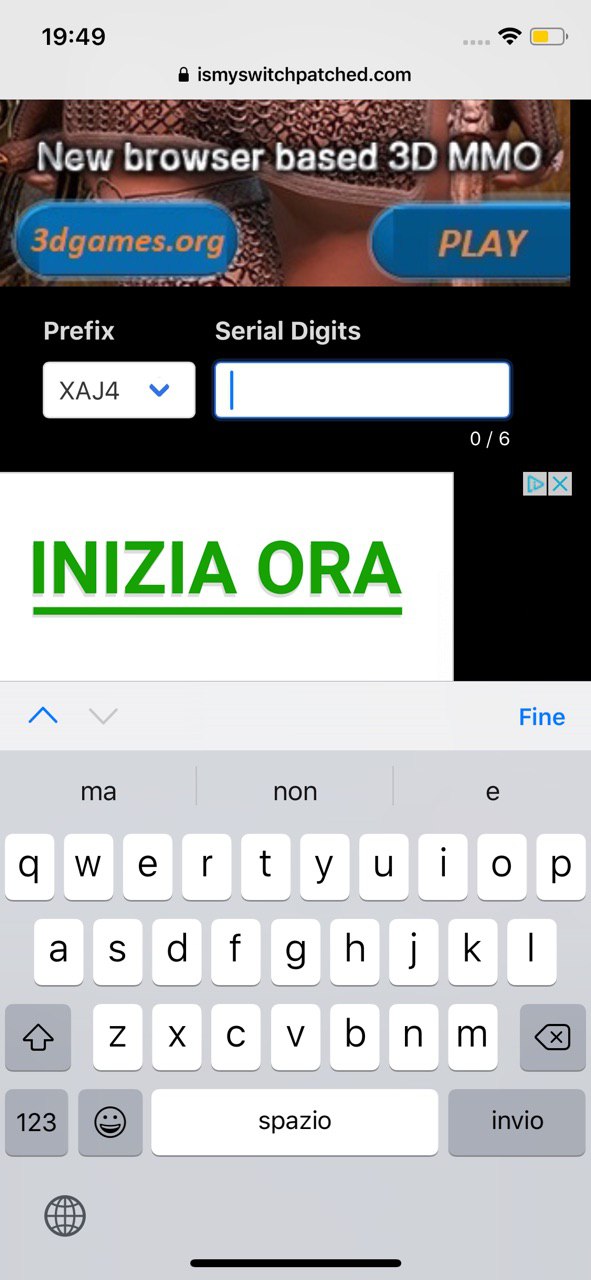 19:49
ismyswitchpatched.com
New browser based 3D MMO
3dgames.org
PLAY
Prefix
Serial Digits
XAJ4
0 / 6
INIZIA ORA
Fine
ma
non
e
q w e r t y u i o p
a s d f g h j k l
z x c v b n m
123
spazio
invio